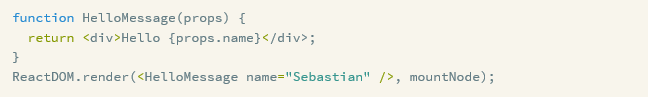 function HelloMessage(props) {
  return <div>Hello {props.name}</div>;
}
ReactDOM.render(<HelloMessage name="Sebastian" />, mountNode);